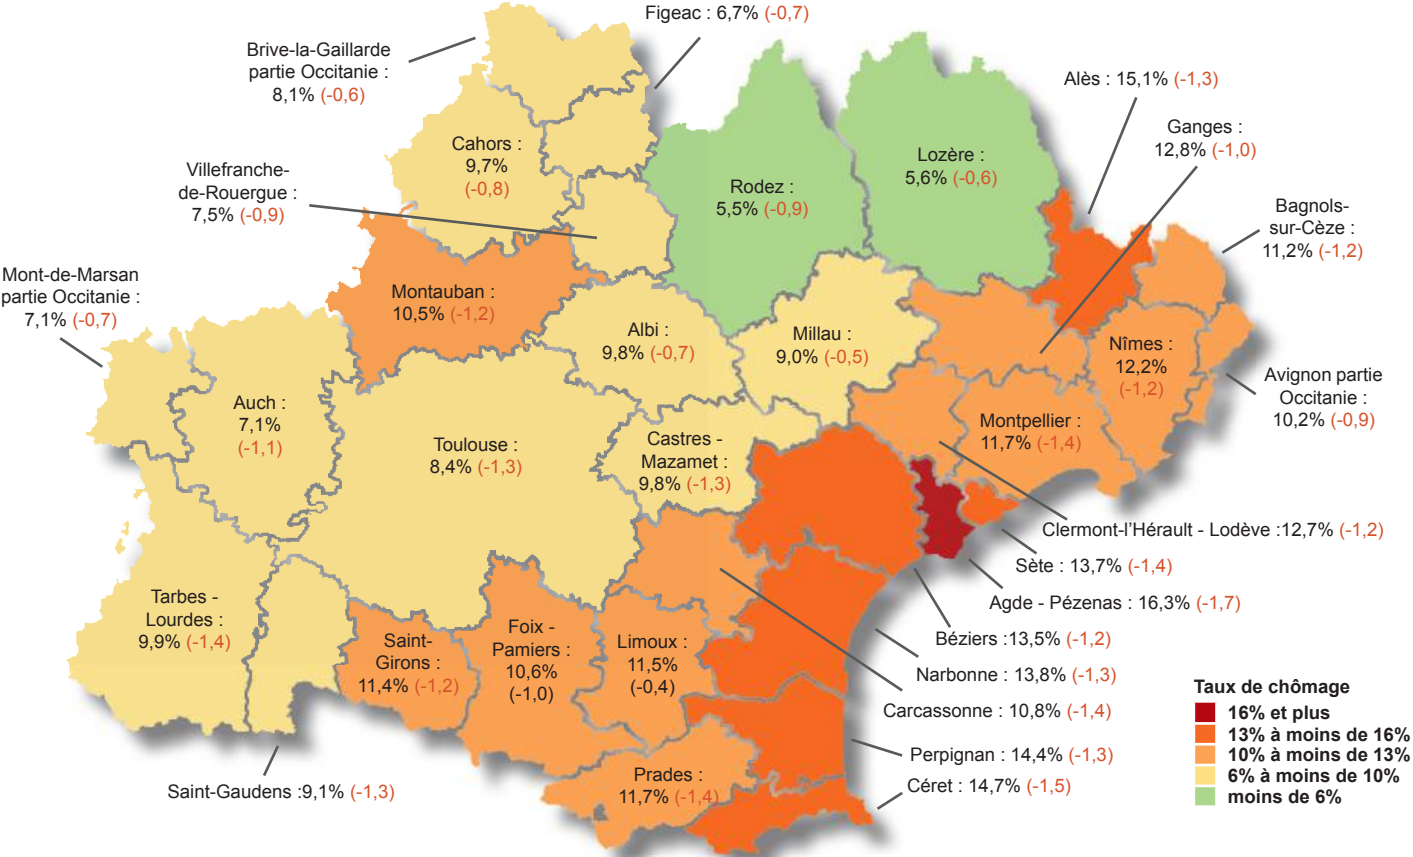 Figeac : 6,7% (-0,7)
Brive-la-Gaillarde
partie Occitanie :
8,1% (-0,6)
Alès : 15,1% (-1,3)
Ganges :
12,8% (-1,0)
Cahors :
9,7%
(-0,8)
Villefranche-
de-Rouergue :
7,5% (-0,9)
Rodez :
5,5% (-0,9)
Lozère :
5,6% (-0,6)
Bagnols-
sur-Cèze :
11,2% (-1,2)
Mont-de-Marsan
partie Occitanie :
7,1% (-0,7)
Montauban :
10,5% (-1,2)
Albi :
9,8% (-0,7)
Millau :
9,0% (-0,5)
Nîmes :
12,2%
(-1,2)
Avignon partie
Occitanie :
10,2% (-0,9)
Auch :
7,1%
(-1,1)
Toulouse :
8,4% (-1,3)
Castres -
Mazamet :
9,8% (-1,3)
Montpellier :
11,7% (-1,4)
Clermont-l'Hérault - Lodève :12,7% (-1,2)
Sète : 13,7% (-1,4)
Agde - Pézenas : 16,3% (-1,7)
Béziers :13,5% (-1,2)
Narbonne : 13,8% (-1,3)
Carcassonne : 10,8% (-1,4)
Perpignan : 14,4% (-1,3)
Céret : 14,7% (-1,5)
Tarbes -
Lourdes :
9,9% (-1,4)
Saint-
Girons :
11,4% (-1,2)
Foix -
Pamiers :
10,6%
(-1,0)
Limoux :
11,5%
(-0,4)
Prades :
11,7% (-1,4)
Saint-Gaudens :9,1% (-1,3)
Taux de chômage
16% et plus
13% à moins de 16%
10% à moins de 13%
6% à moins de 10%
moins de 6%